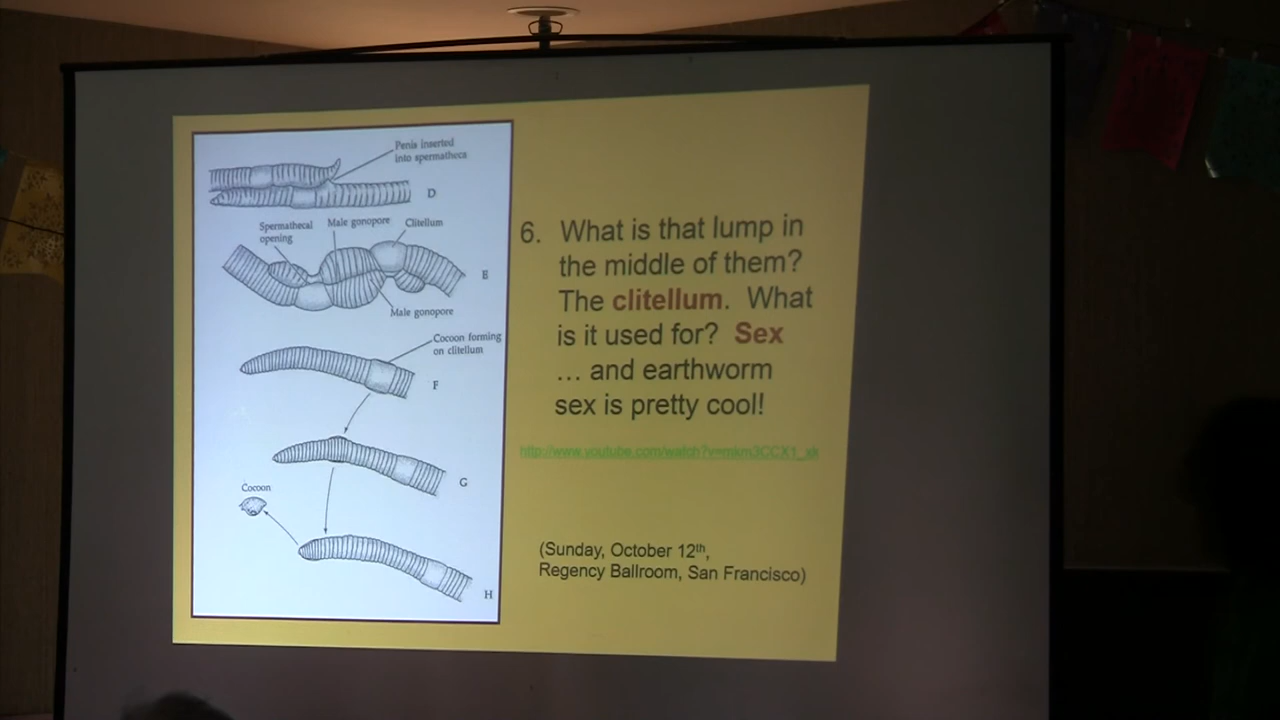 Penis inserted
into spermatheca
D
Spermathecal
opening
Male gonopore
Clitellum
E
Male gonopore
Cocoon forming
on clitellum
F
G
Cocoon
H
6. What is that lump in
the middle of them?
The clitellum. What
is it used for? Sex
... and earthworm
sex is pretty cool!
(Sunday, October 12th,
Regency Ballroom, San Francisco)